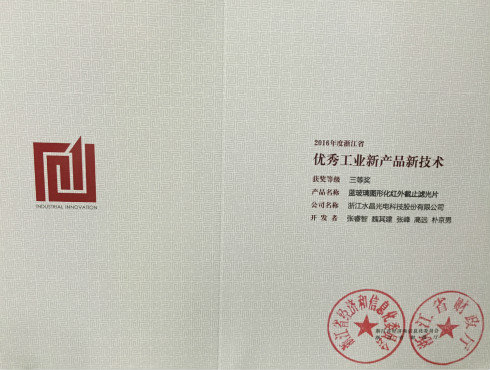 INDUSTRIAL INNOVATION
2016年度浙江省
优秀工业新产品新技术
获奖等级 三等奖
产品名称 蓝玻璃图形化红外截止滤光片
公司名称 浙江水晶光电科技股份有限公司
开发者 张睿智 魏其建 张峰 高远 朴京男
浙江省经济和信息化委员会
浙江省财政厅